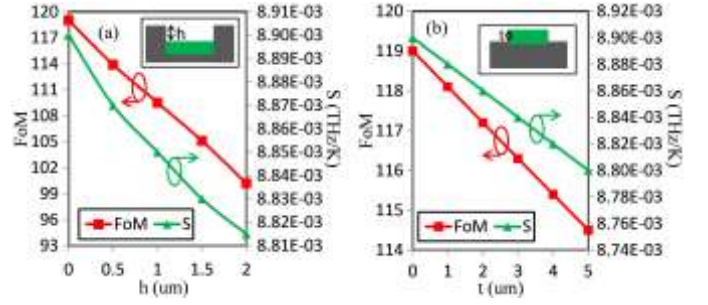 120
117
114
111
108
105
102
99
96
93
FoM
(a)
h
FoM
S
0
0.5
1
1.5
2
h (um)
8.91E-03
8.90E-03
8.89E-03
8.88E-03
8.87E-03
8.86E-03
8.85E-03
8.84E-03
8.83E-03
8.82E-03
8.81E-03
S (THz/K)
120
119
118
117
116
115
114
FoM
(b)
FoM
S
0
1
2
3
4
5
t (um)
8.92E-03
8.90E-03
8.88E-03
8.86E-03
8.84E-03
8.82E-03
8.80E-03
8.78E-03
8.76E-03
8.74E-03
S (THz/K)